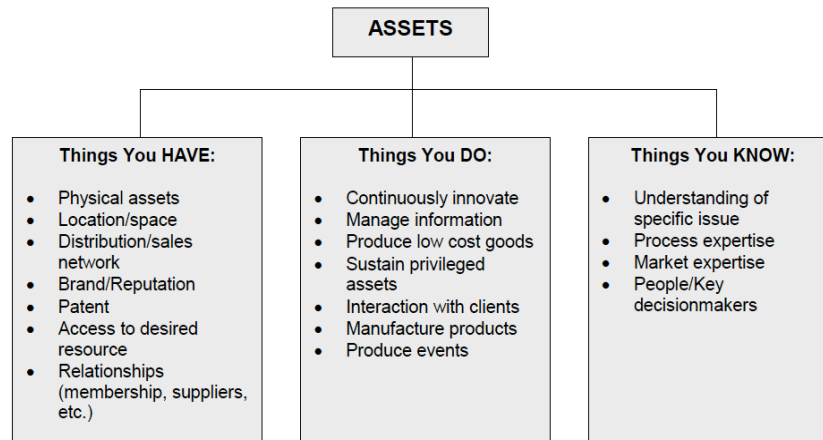 ASSETS
Things You HAVE:
• Physical assets
• Location/space
• Distribution/sales
network
• Brand/Reputation
• Patent
• Access to desired
resource
• Relationships
(membership, suppliers,
etc.)
Things You DO:
• Continuously innovate
• Manage information
• Produce low cost goods
• Sustain privileged
assets
• Interaction with clients
• Manufacture products
• Produce events
Things You KNOW:
• Understanding of
specific issue
• Process expertise
• Market expertise
• People/Key
decisionmakers